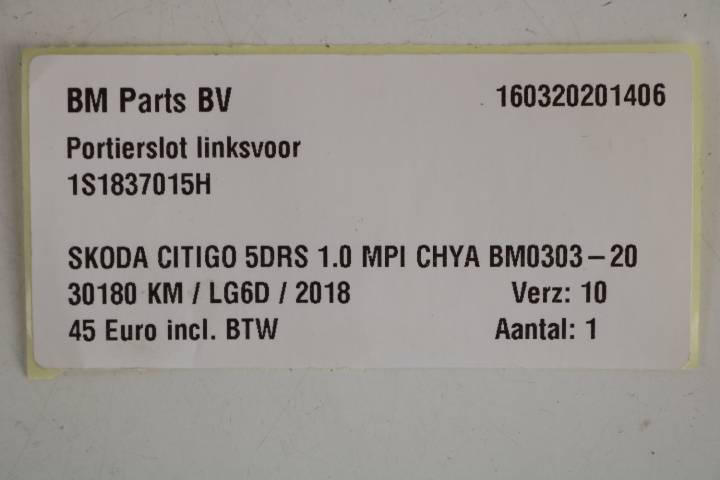 BM Parts BV 160320201406
Portierslot linksvoor
1S1837015H
SKODA CITIGO 5DRS 1.0 MPI CHYA BM0303-20
30180 KM / LG6D / 2018 Verz: 10
45 Euro incl. BTW Aantal: 1